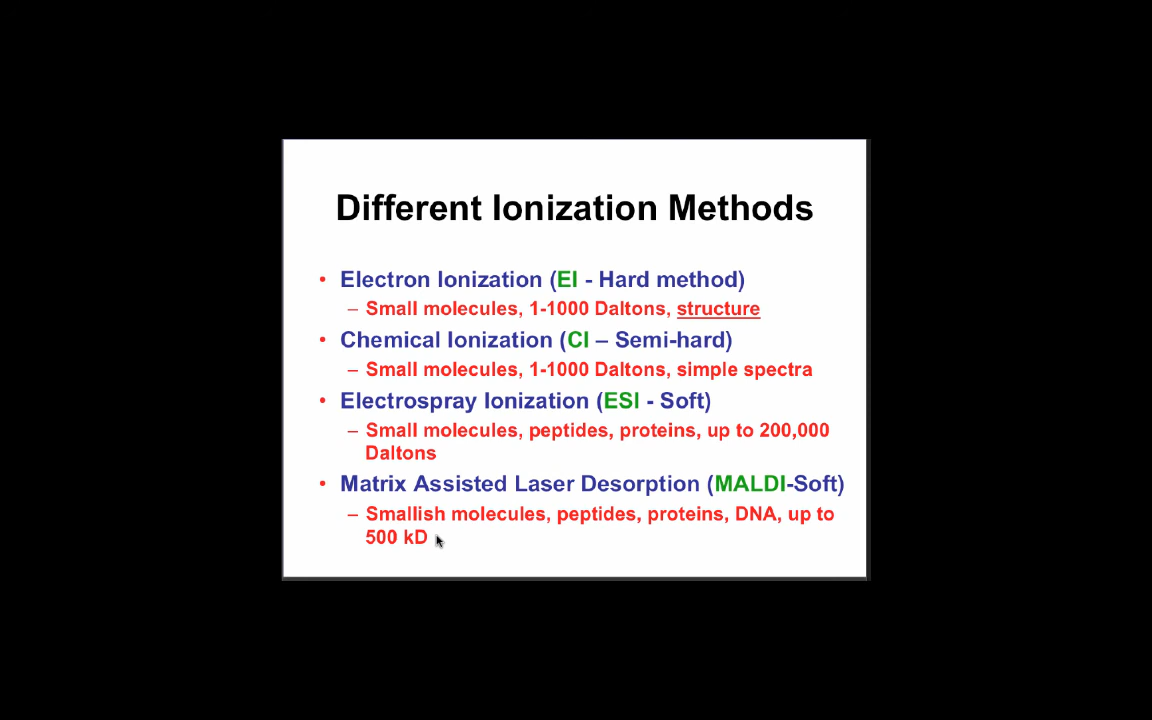 Different Ionization Methods
• Electron Ionization (EI - Hard method)
– Small molecules, 1-1000 Daltons, structure
• Chemical Ionization (CI – Semi-hard)
– Small molecules, 1-1000 Daltons, simple spectra
• Electrospray Ionization (ESI - Soft)
– Small molecules, peptides, proteins, up to 200,000
Daltons
• Matrix Assisted Laser Desorption (MALDI-Soft)
– Smallish molecules, peptides, proteins, DNA, up to
500 kD